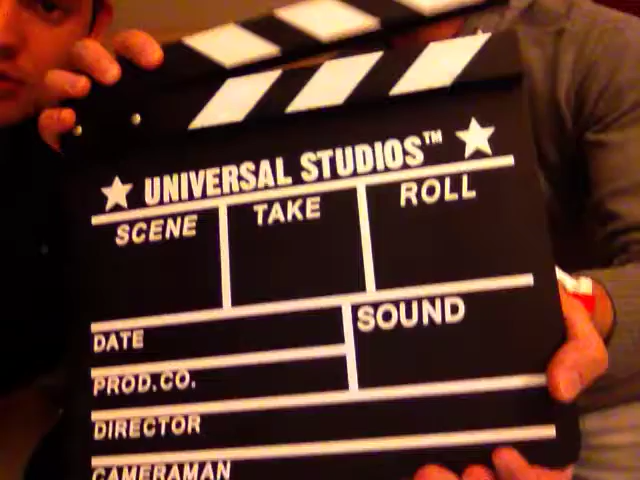 UNIVERSAL STUDIOS™
SCENE TAKE ROLL
DATE
SOUND
PROD.CO.
DIRECTOR
CAMERAMAN